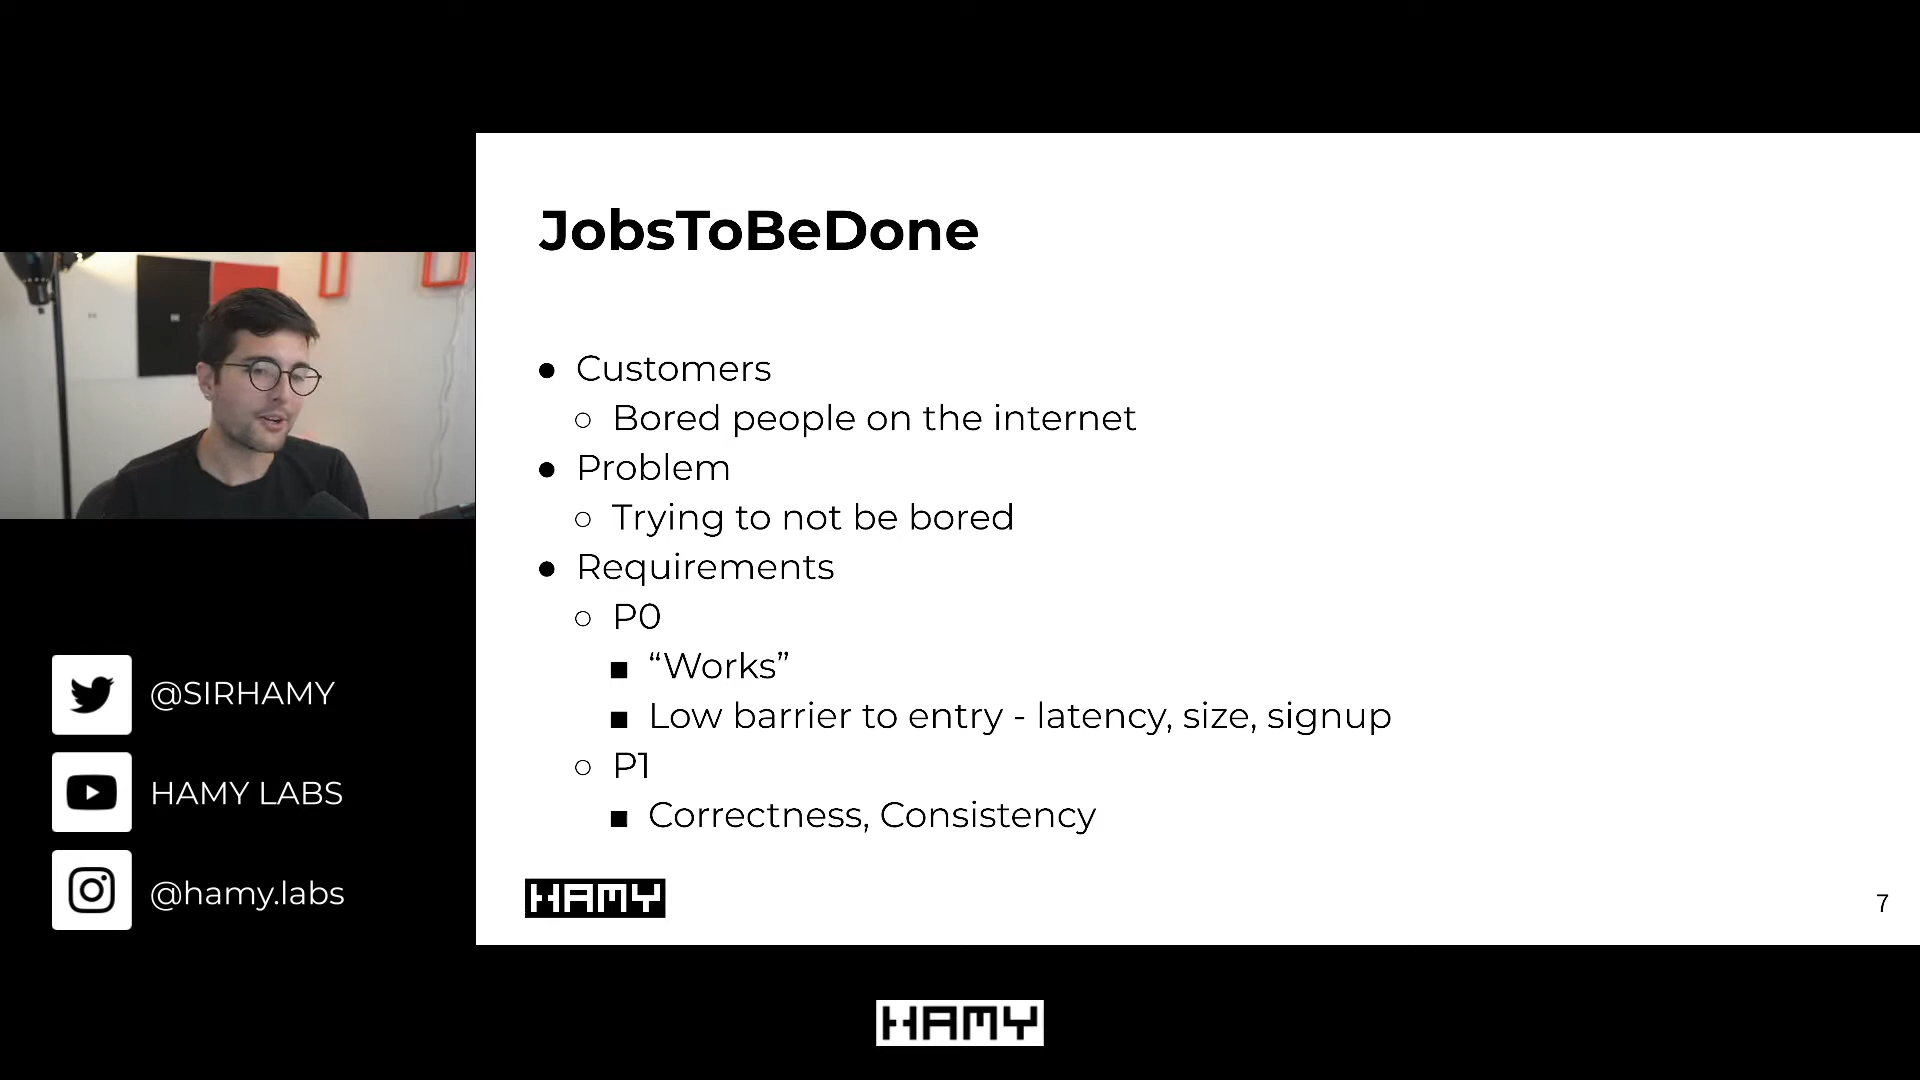 JobsToBeDone
● Customers
○ Bored people on the internet
● Problem
○ Trying to not be bored
● Requirements
○ P0
■ “Works”
■ Low barrier to entry - latency, size, signup
○ P1
■ Correctness, Consistency
HAMY
7
@SIRHAMY
HAMY LABS
@hamy.labs
HAMY